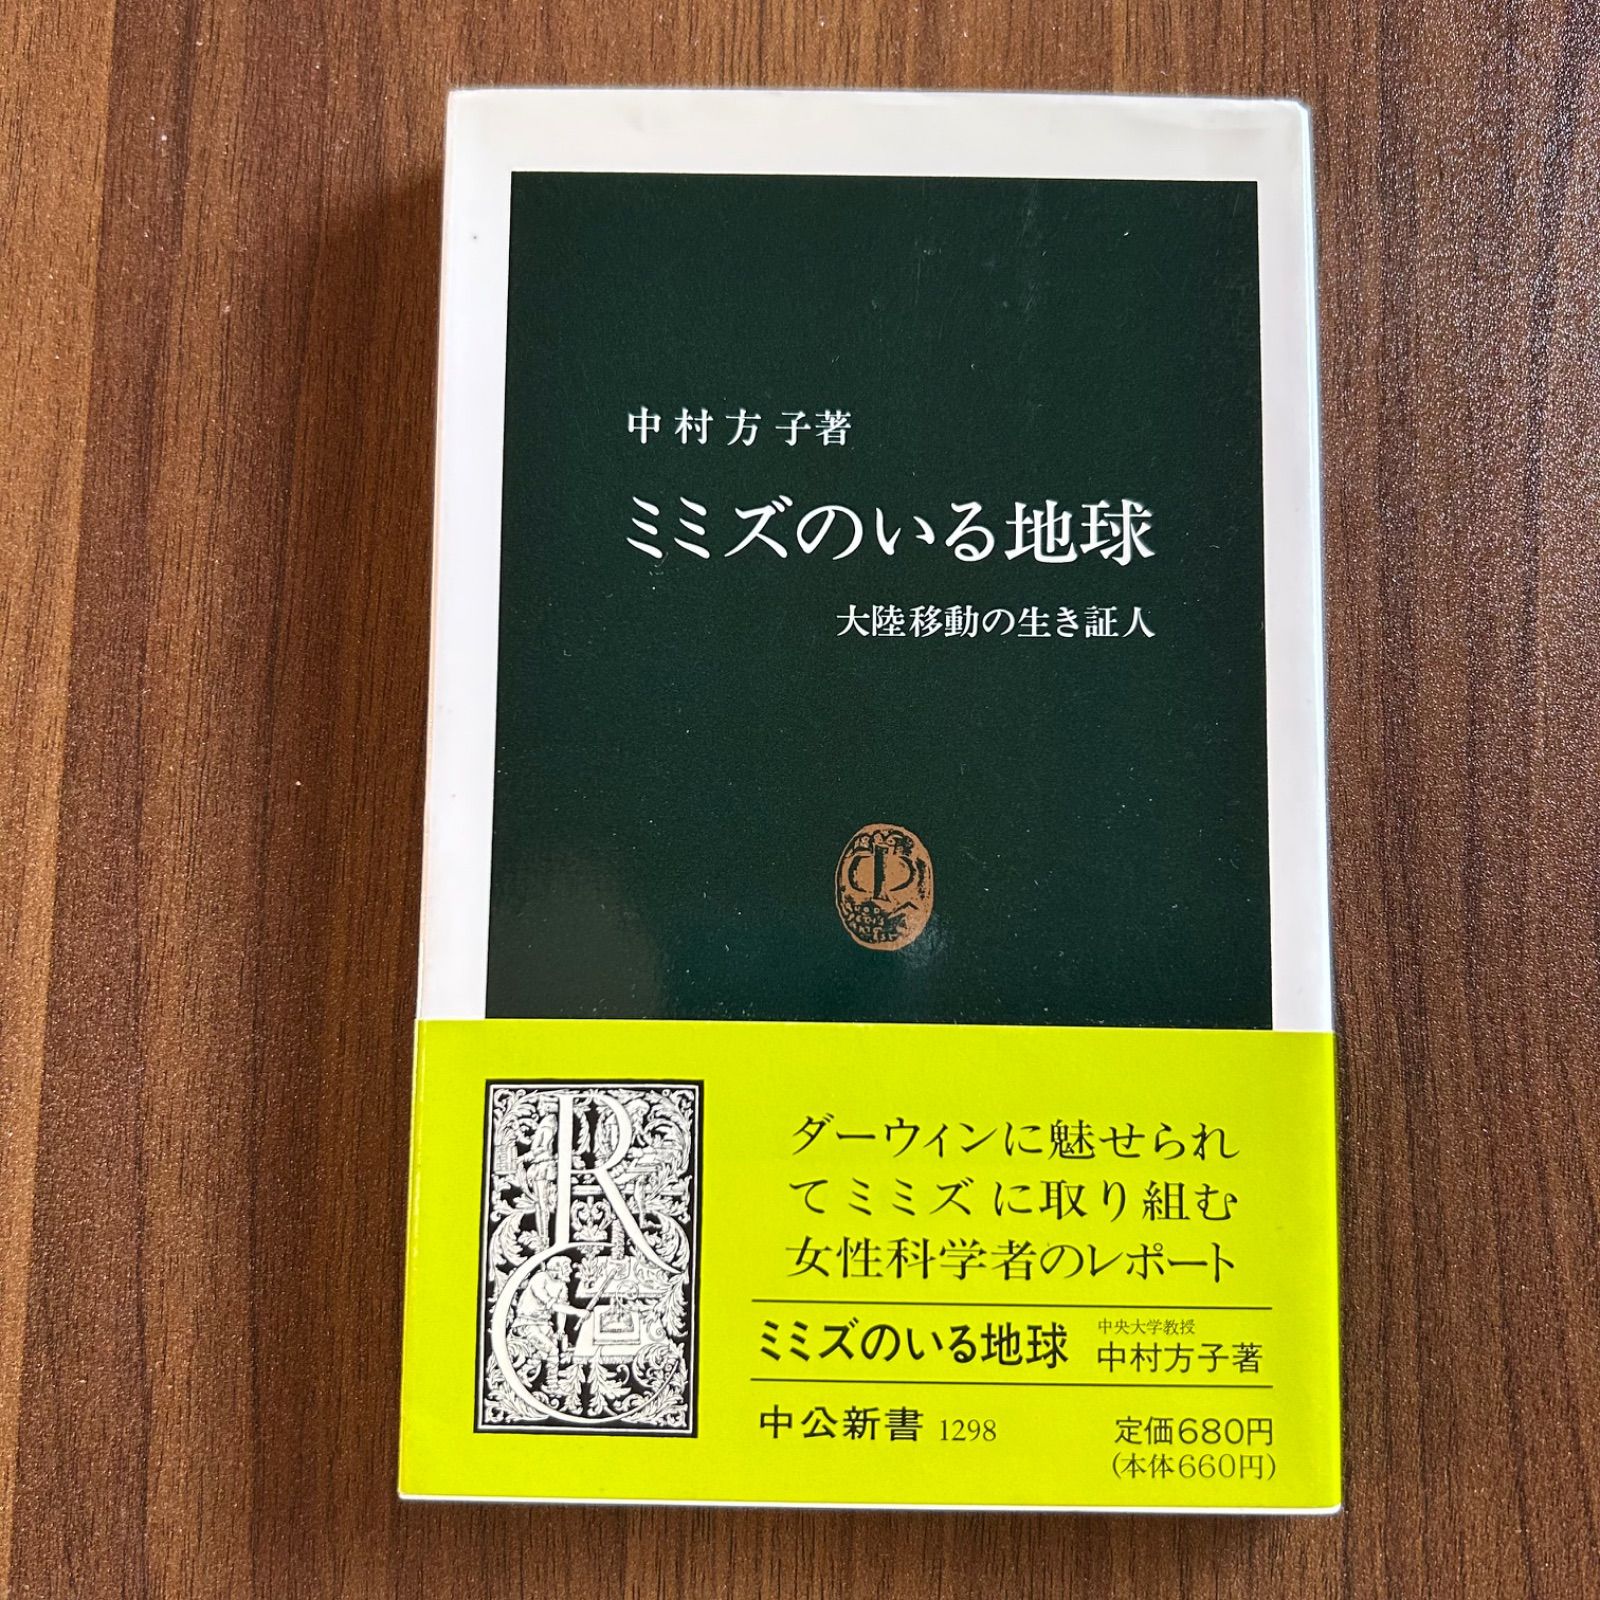 中村方子著
ミミズのいる地球
大陸移動の生き証人
ダーウィンに魅せられ
てミミズに取り組む
女性科学者のレポート
ミミズのいる地球
中央大学教授
中村方子著
中公新書 1298
定価680円
(本体660円)
R
C